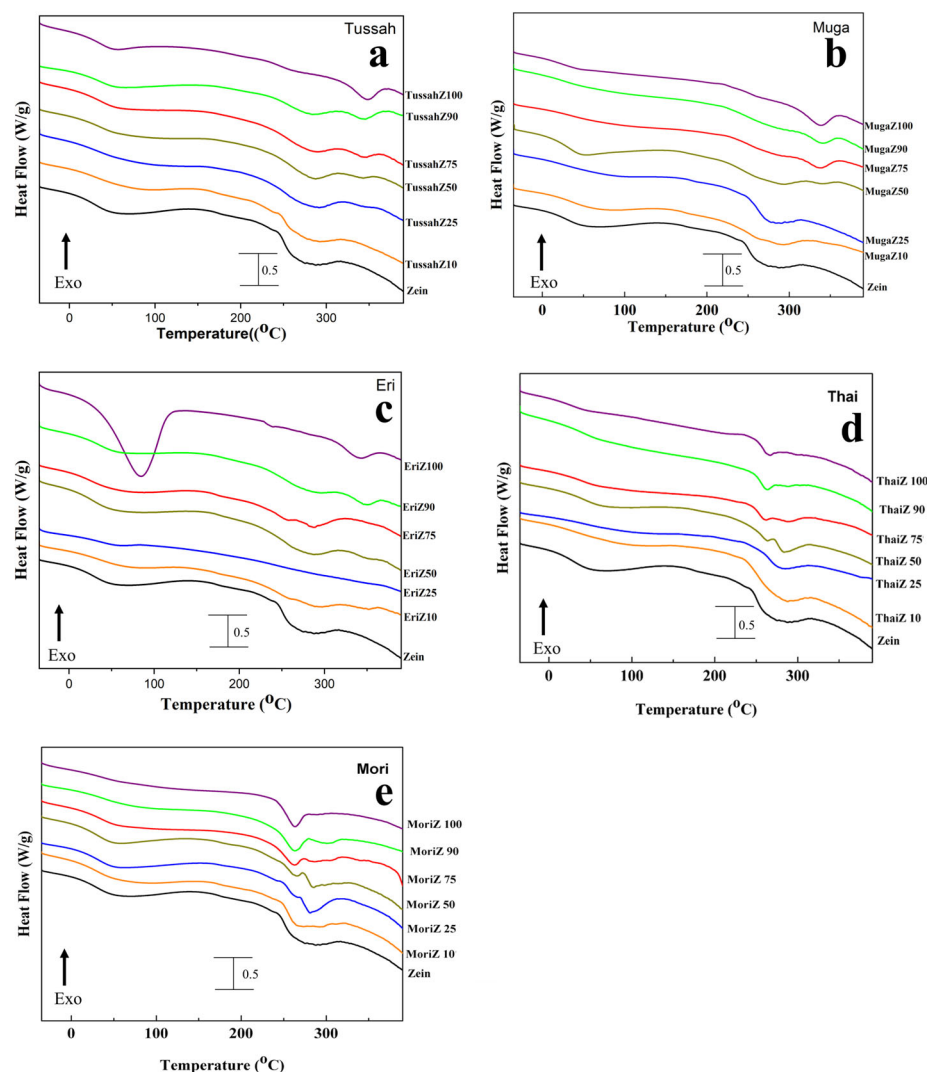 Tussah
a
TussahZ100
TussahZ90
TussahZ75
TussahZ50
TussahZ25
TussahZ10
Zein
0.5
Exo
Heat Flow (W/g)
0 100 200 300
Temperature((ᴼC)
Muga
b
MugaZ100
MugaZ90
MugaZ75
MugaZ50
MugaZ25
MugaZ10
Zein
0.5
Exo
Heat Flow (W/g)
0 100 200 300
Temperature (ᴼC)
Eri
c
EriZ100
EriZ90
EriZ75
EriZ50
EriZ25
EriZ10
Zein
0.5
Exo
Heat Flow (W/g)
0 100 200 300
Temperature (ᴼC)
Thai
d
ThaiZ 100
ThaiZ 90
ThaiZ 75
ThaiZ 50
ThaiZ 25
ThaiZ 10
Zein
0.5
Exo
Heat Flow (W/g)
0 100 200 300
Temperature (ᴼC)
Mori
e
MoriZ 100
MoriZ 90
MoriZ 75
MoriZ 50
MoriZ 25
MoriZ 10
Zein
0.5
Exo
Heat Flow (W/g)
0 100 200 300
Temperature (ᴼC)